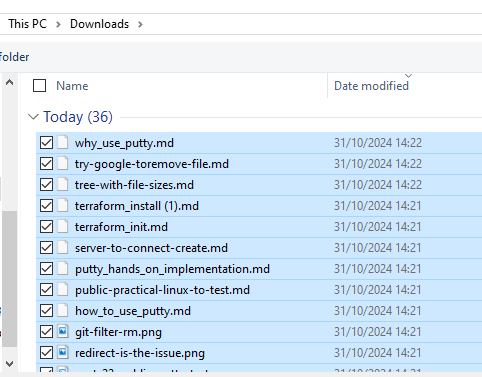 This PC > Downloads >
folder
Name Date modified
Today (36)
why_use_putty.md 31/10/2024 14:22
try-google-toremove-file.md 31/10/2024 14:22
tree-with-file-sizes.md 31/10/2024 14:22
terraform_install (1).md 31/10/2024 14:21
terraform_init.md 31/10/2024 14:21
server-to-connect-create.md 31/10/2024 14:21
putty_hands_on_implementation.md 31/10/2024 14:21
public-practical-linux-to-test.md 31/10/2024 14:21
how_to_use_putty.md 31/10/2024 14:21
git-filter-rm.png 31/10/2024 14:21
redirect-is-the-issue.png 31/10/2024 14:21